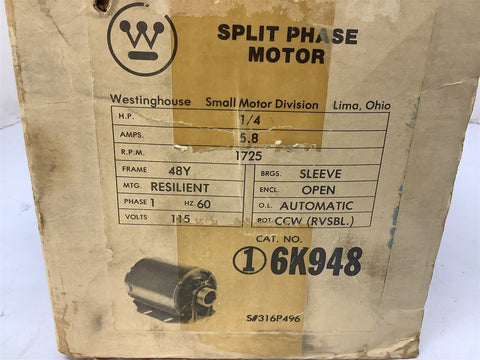 W
SPLIT PHASE
MOTOR
Westinghouse Small Motor Division Lima, Ohio
H.P. 1/4
AMPS. 5.8
R.P.M. 1725
FRAME 48Y BRGS. SLEEVE
MTG. RESILIENT ENCL. OPEN
PHASE 1 HZ. 60 O.L. AUTOMATIC
VOLTS 115 ROT. CCW (RVSBL.)
CAT. NO.
① 6K948
S#316P496